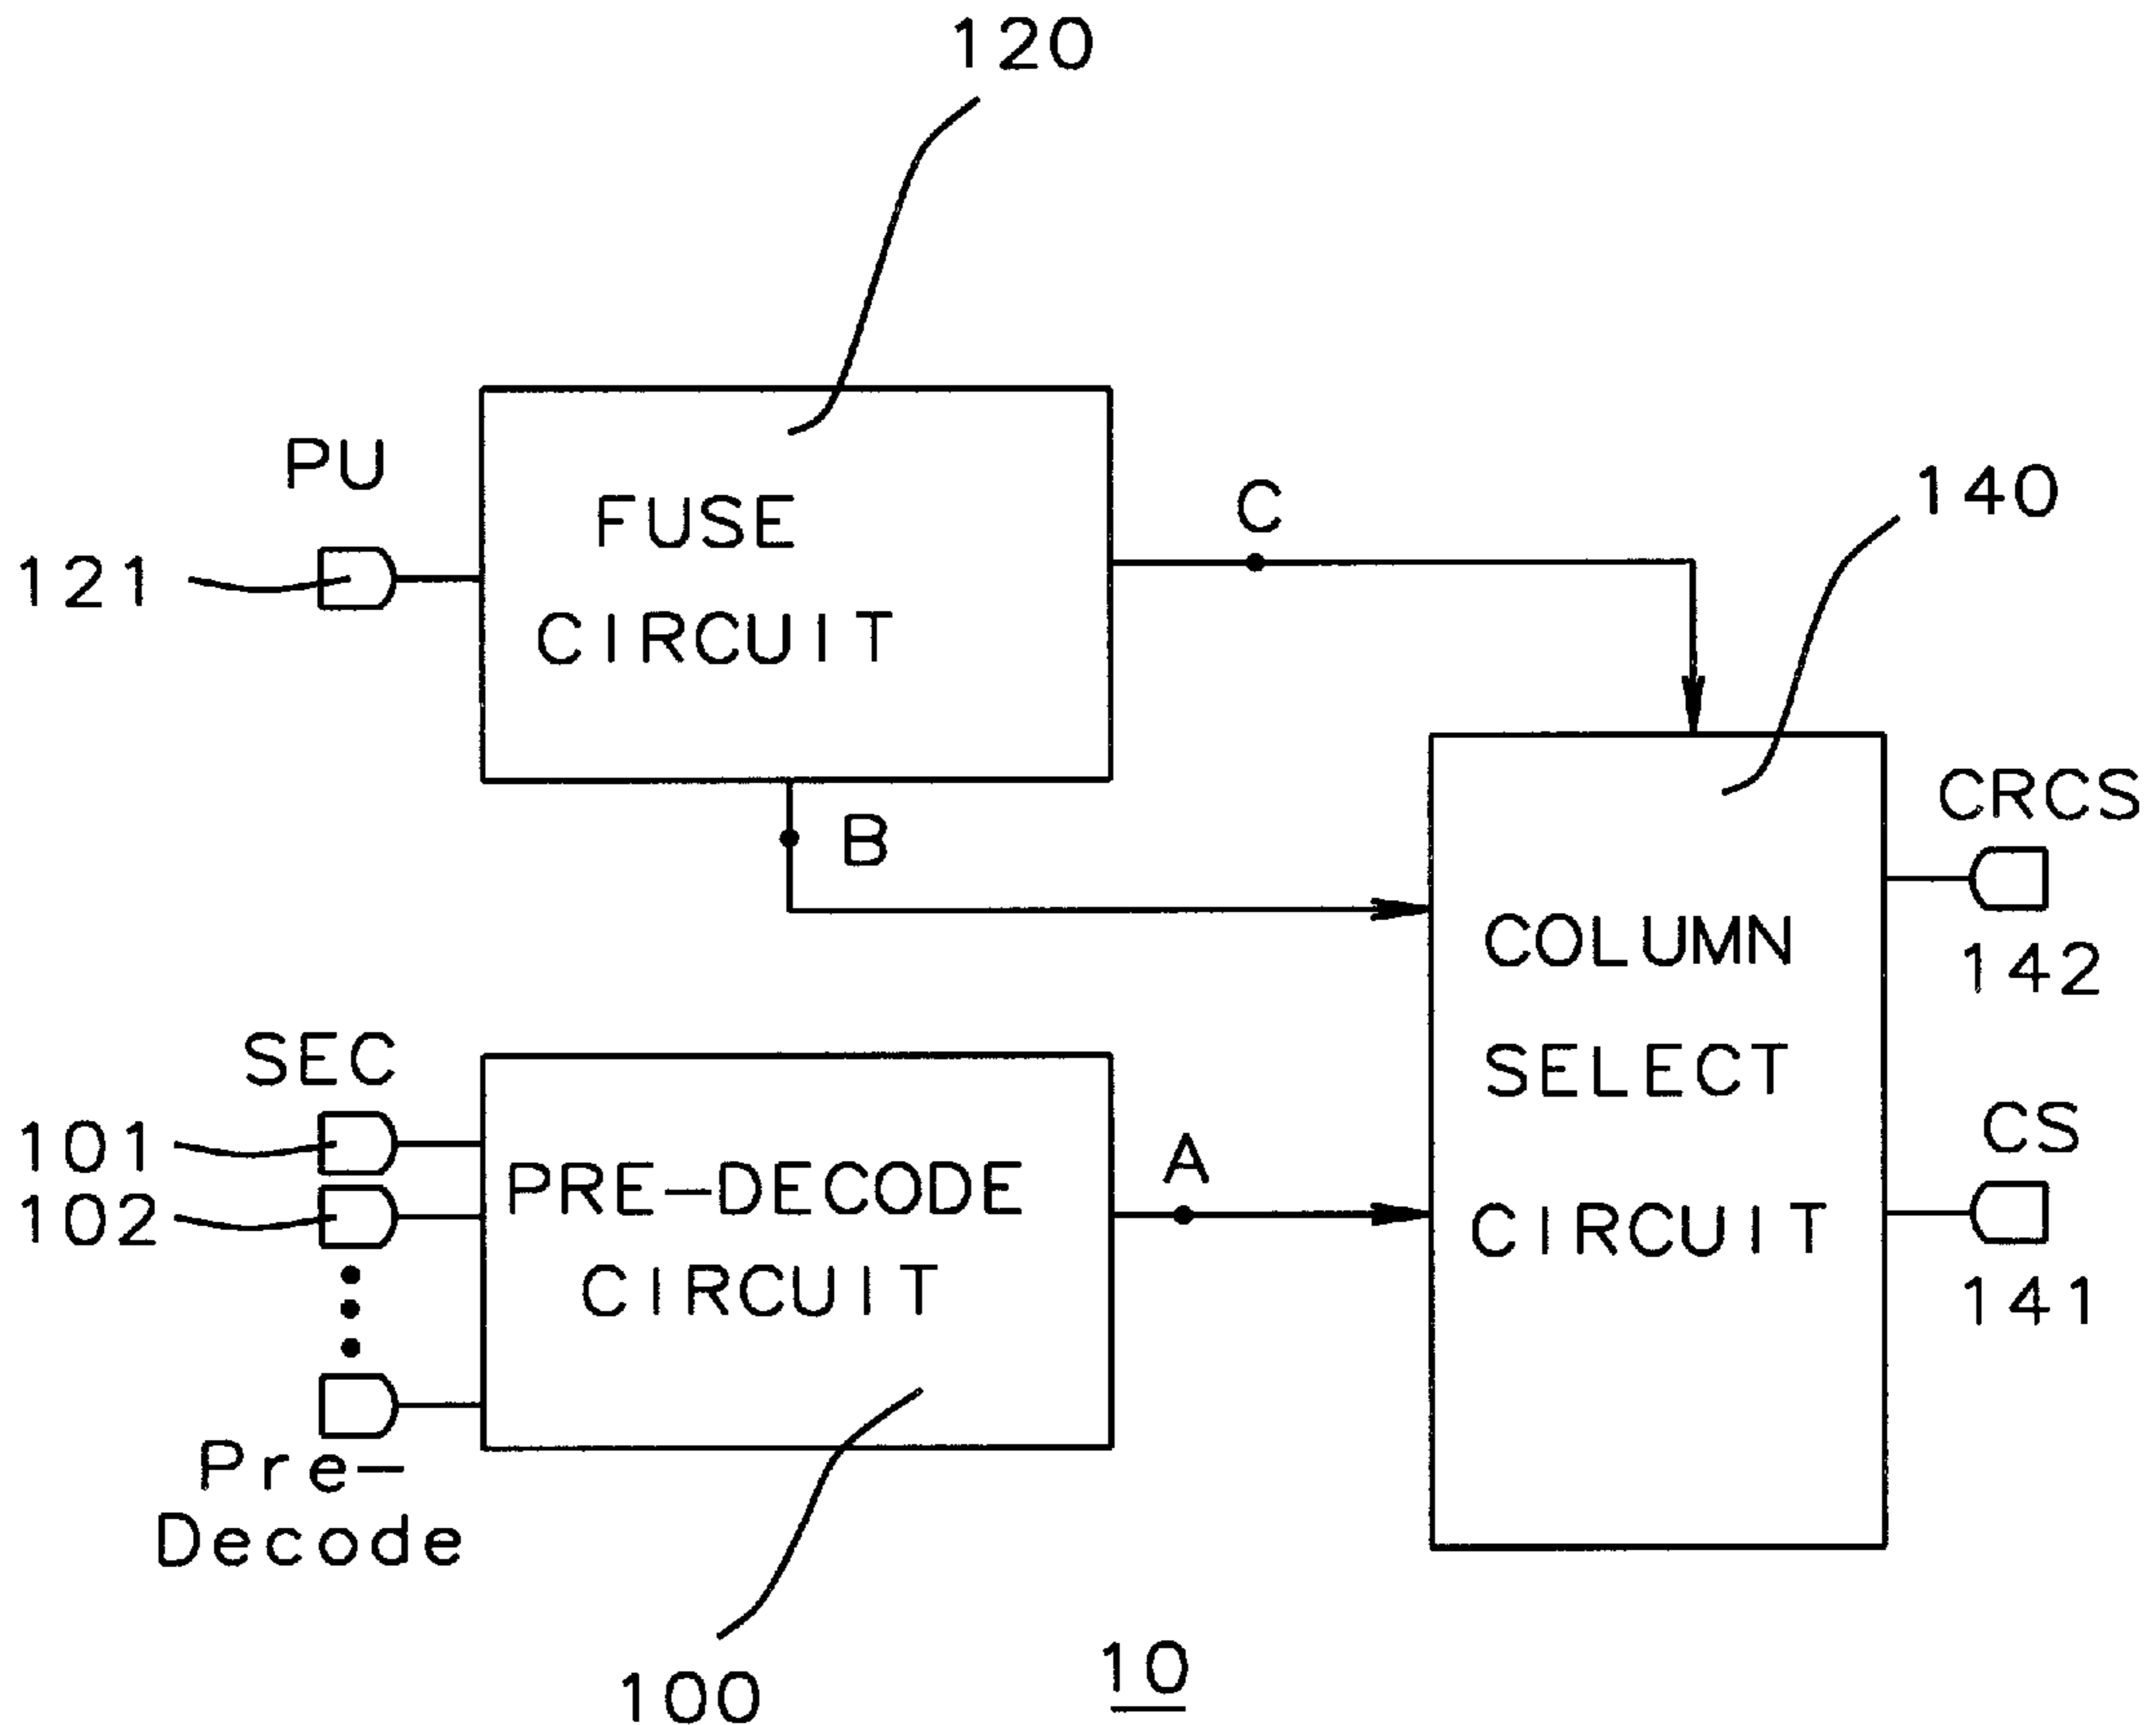 120
PU
121
FUSE
CIRCUIT
C
140
B
CRCS
142
COLUMN
SELECT
CIRCUIT
CS
141
SEC
101
102
PRE-DECODE
CIRCUIT
A
Pre-
Decode
100
10